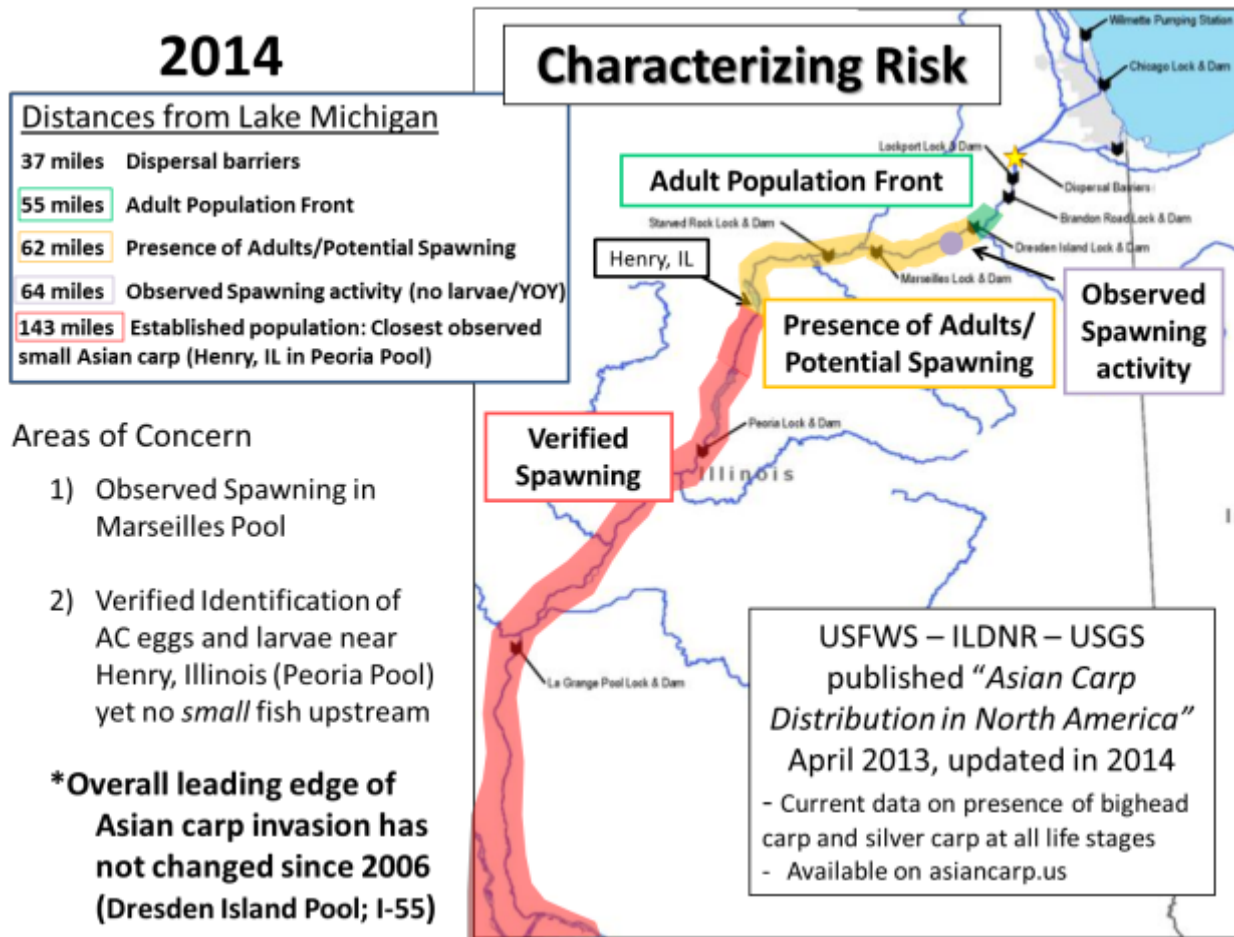 2014
Distances from Lake Michigan
37 miles Dispersal barriers
55 miles Adult Population Front
62 miles Presence of Adults/Potential Spawning
64 miles Observed Spawning activity (no larvae/YOY)
143 miles Established population: Closest observed
small Asian carp (Henry, IL in Peoria Pool)
Areas of Concern
1) Observed Spawning in
Marseilles Pool
2) Verified Identification of
AC eggs and larvae near
Henry, Illinois (Peoria Pool)
yet no small fish upstream
*Overall leading edge of
Asian carp invasion has
not changed since 2006
(Dresden Island Pool; I-55)
Characterizing Risk
Wilmette Pumping Station
Chicago Lock & Dam
Lockport Lock & Dam
Dispersal Barriers
Brandon Road Lock & Dam
Dresden Island Lock & Dam
Adult Population Front
Starved Rock Lock & Dam
Marseilles Lock & Dam
Henry, IL
Presence of Adults/
Potential Spawning
Observed
Spawning
activity
Peoria Lock & Dam
Verified
Spawning
Illinois
I
La Grange Pool Lock & Dam
USFWS – ILDNR – USGS
published “Asian Carp
Distribution in North America”
April 2013, updated in 2014
- Current data on presence of bighead
carp and silver carp at all life stages
- Available on asiancarp.us